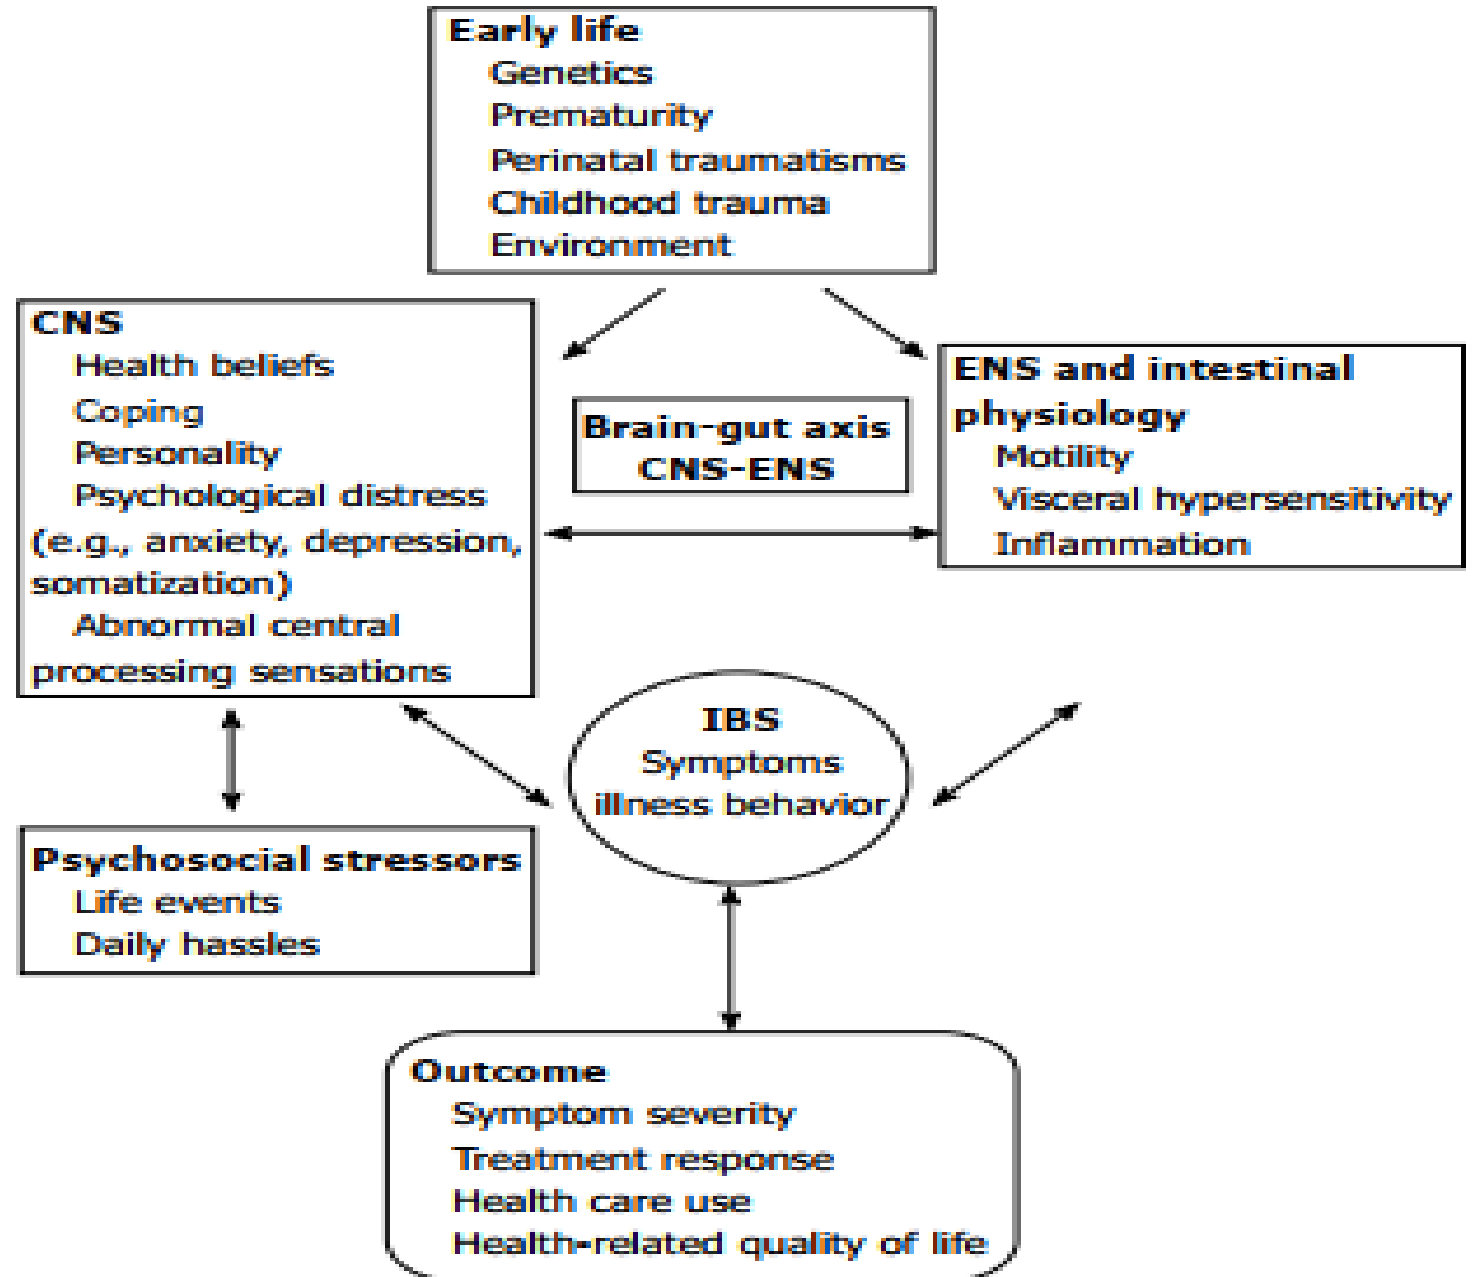 Early life
Genetics
Prematurity
Perinatal traumatisms
Childhood trauma
Environment
CNS
Health beliefs
Coping
Personality
Psychological distress
(e.g., anxiety, depression,
somatization)
Abnormal central
processing sensations
Brain-gut axis
CNS-ENS
ENS and intestinal
physiology
Motility
Visceral hypersensitivity
Inflammation
IBS
Symptoms
illness behavior
Psychosocial stressors
Life events
Daily hassles
Outcome
Symptom severity
Treatment response
Health care use
Health-related quality of life